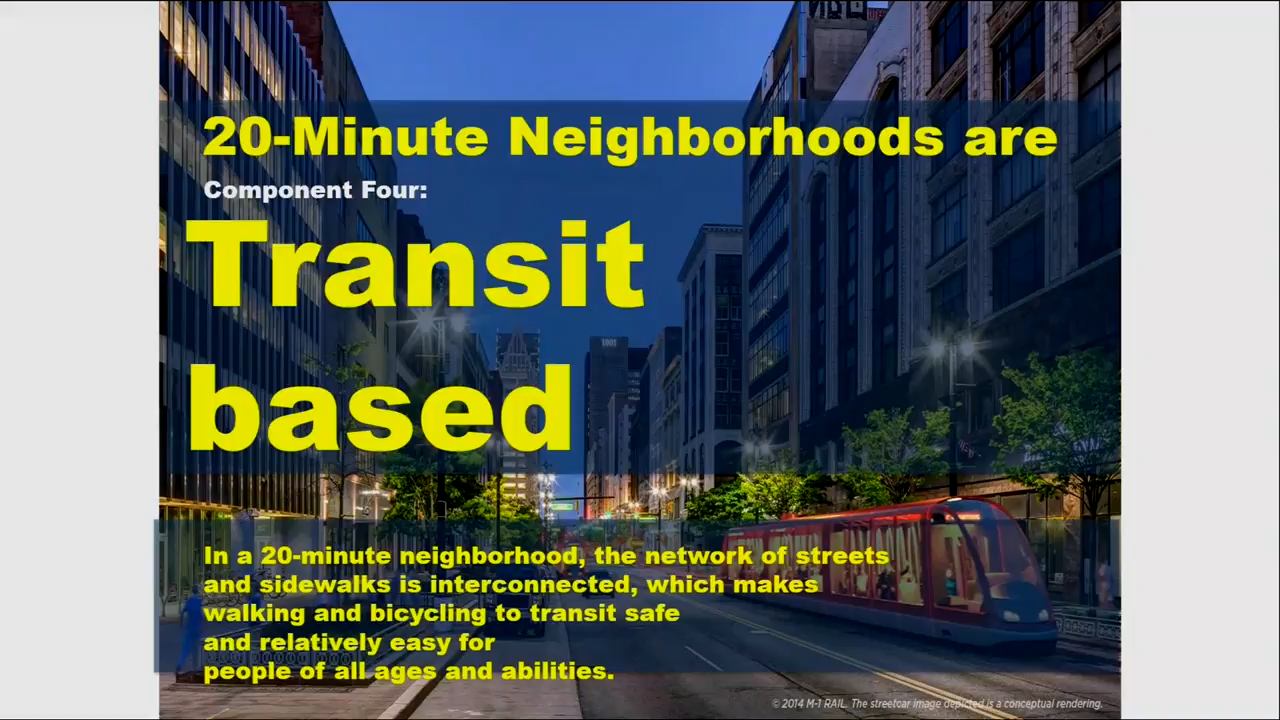 20-Minute Neighborhoods are
Component Four:
Transit
based
1001
In a 20-minute neighborhood, the network of streets
and sidewalks is interconnected, which makes
walking and bicycling to transit safe
and relatively easy for
people of all ages and abilities.
© 2014 M-1 RAIL. The streetcar image depicted is a conceptual rendering.